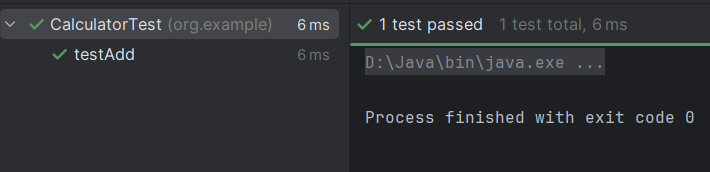 CalculatorTest (org.example) 6 ms
testAdd 6 ms
1 test passed 1 test total, 6 ms
D:\Java\bin\java.exe ...
Process finished with exit code 0